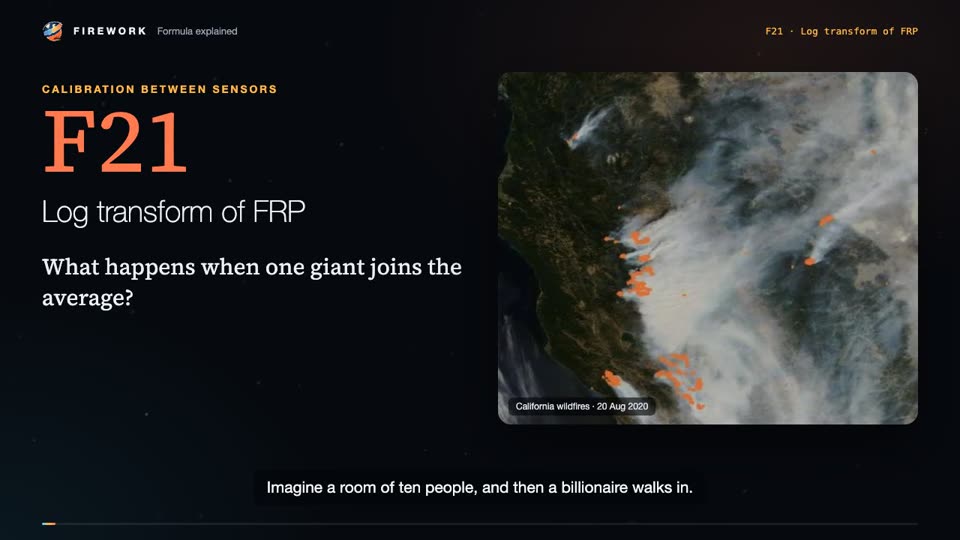 FIREWORK Formula explained
F21 · Log transform of FRP
CALIBRATION BETWEEN SENSORS
F21
Log transform of FRP
What happens when one giant joins the
average?
California wildfires · 20 Aug 2020
Imagine a room of ten people, and then a billionaire walks in.